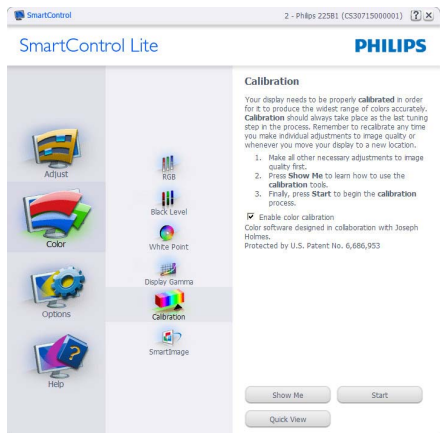 SmartControl
2 - Philips 225B1 (CS30715000001)
SmartControl Lite
PHILIPS
Adjust
Color
Options
Help
RGB
Black Level
White Point
Display Gamma
Calibration
SmartImage
Calibration
Your display needs to be properly calibrated in order
for it to produce the widest range of colors accurately.
Calibration should always take place as the last tuning
step in the process. Remember to recalibrate any time
you make individual adjustments to image quality or
whenever you move your display to a new location.
1. Make all other necessary adjustments to image
quality first.
2. Press Show Me to learn how to use the
calibration tools.
3. Finally, press Start to begin the calibration
process.
Enable color calibration
Color software designed in collaboration with Joseph
Holmes.
Protected by U.S. Patent No. 6,686,953
Show Me
Start
Quick View